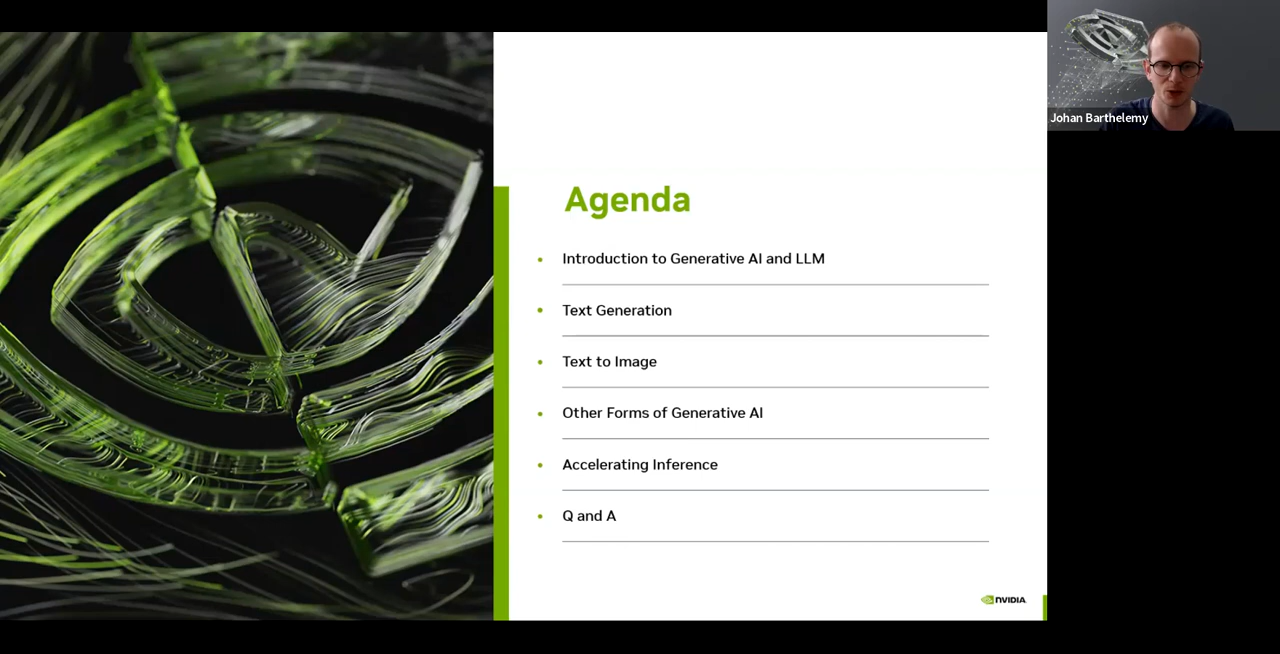 Agenda
Introduction to Generative AI and LLM
Text Generation
Text to Image
Other Forms of Generative AI
Accelerating Inference
Q and A
NVIDIA
Johan Barthelemy